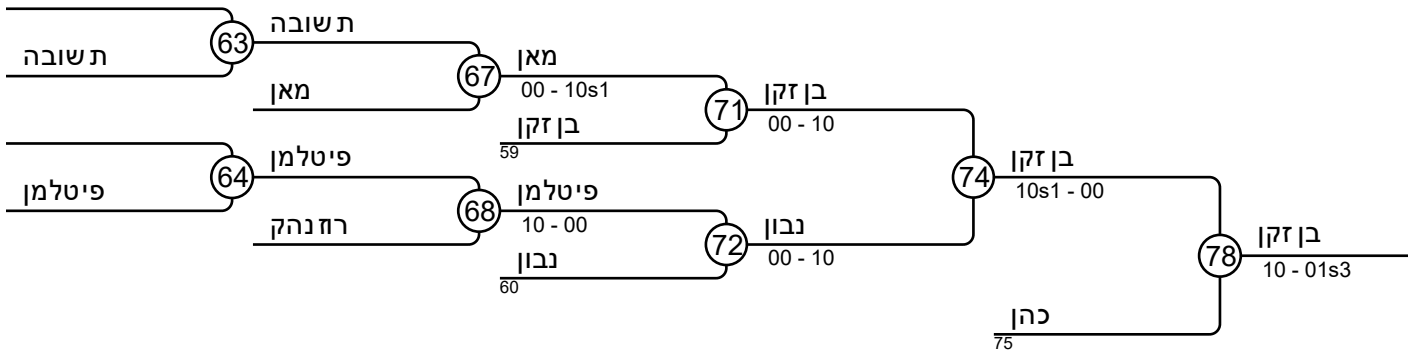 תשובה
63
תשובה
מאן
67
מאן
00 - 10s1
בן זקן
59
71
בן זקן
00 - 10
פיטלמן
64
פיטלמן
רוזנהק
68
פיטלמן
10 - 00
נבון
60
72
נבון
00 - 10
74
בן זקן
10s1 - 00
כהן
75
78
בן זקן
10 - 01s3